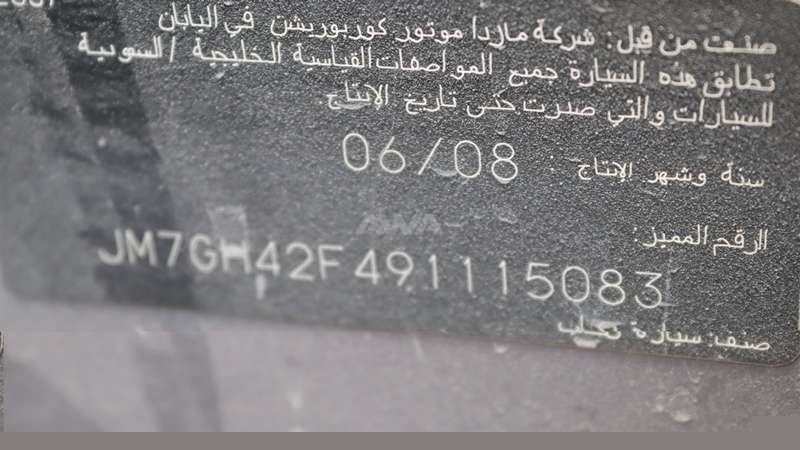 صنعت من قبل: شركة مازدا موتور كوربوريشن في اليابان
تطابق هذه السيارة جميع المواصفات القياسية الخليجية / السعودية
للسيارات والتي صدرت حتى تاريخ الإنتاج.
سنة وشهر الإنتاج : 06/08
الرقم المميز:
AWA
JM7GH42F491115083
صنف: سيارة ركاب